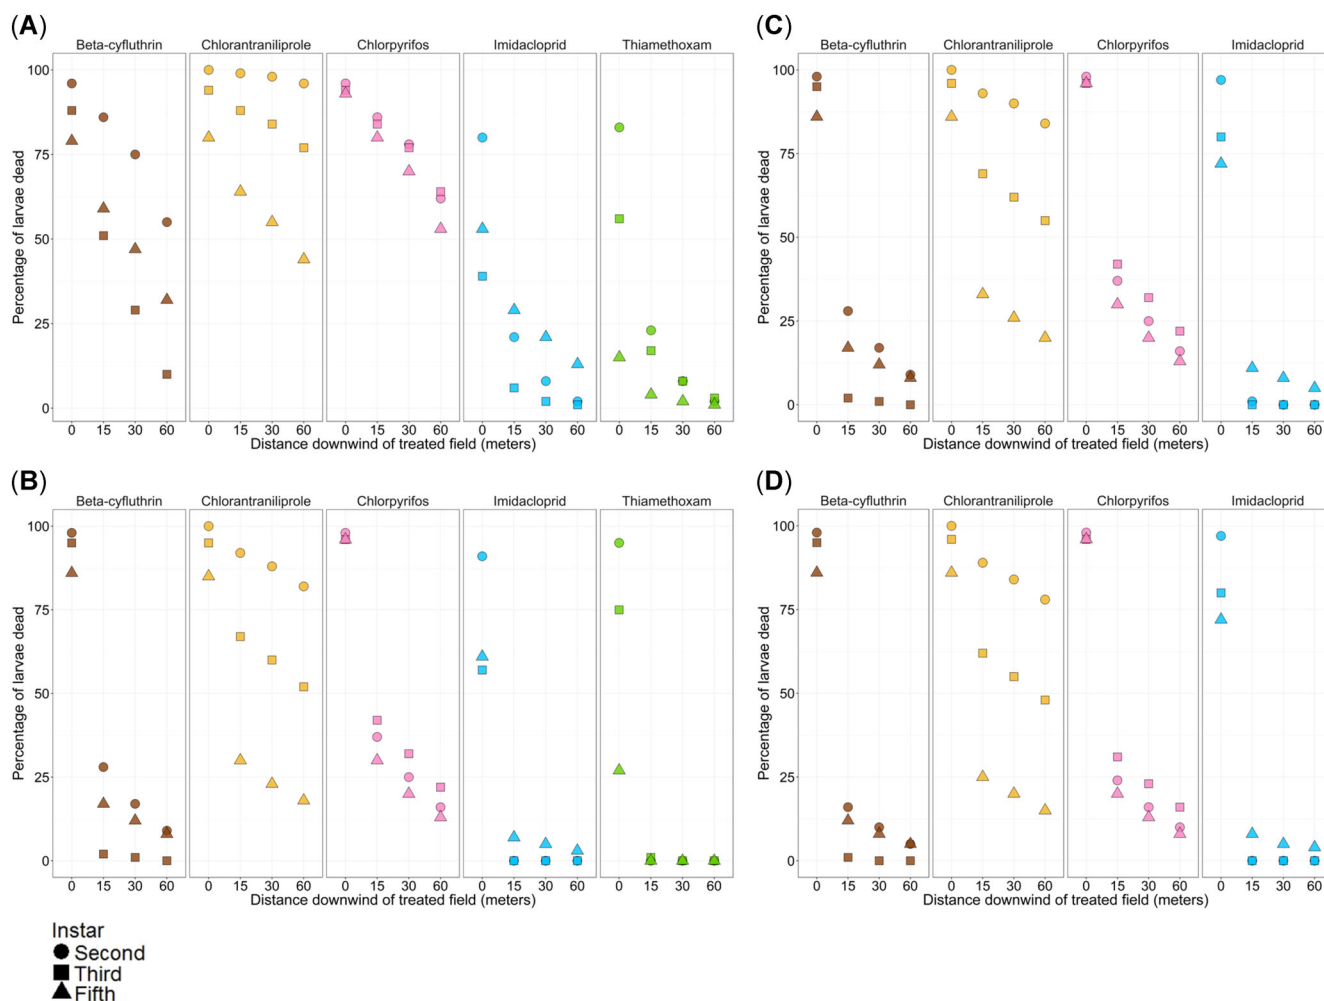 (A)
Beta-cyfluthrin Chlorantraniliprole Chlorpyrifos Imidacloprid Thiamethoxam
Percentage of larvae dead
100
75
50
25
0
0 15 30 60 0 15 30 60 0 15 30 60 0 15 30 60 0 15 30 60
Distance downwind of treated field (meters)
(C)
Beta-cyfluthrin Chlorantraniliprole Chlorpyrifos Imidacloprid
Percentage of larvae dead
100
75
50
25
0
0 15 30 60 0 15 30 60 0 15 30 60 0 15 30 60
Distance downwind of treated field (meters)
(B)
Beta-cyfluthrin Chlorantraniliprole Chlorpyrifos Imidacloprid Thiamethoxam
Percentage of larvae dead
100
75
50
25
0
0 15 30 60 0 15 30 60 0 15 30 60 0 15 30 60 0 15 30 60
Distance downwind of treated field (meters)
(D)
Beta-cyfluthrin Chlorantraniliprole Chlorpyrifos Imidacloprid
Percentage of larvae dead
100
75
50
25
0
0 15 30 60 0 15 30 60 0 15 30 60 0 15 30 60
Distance downwind of treated field (meters)
Instar
Second
Third
Fifth